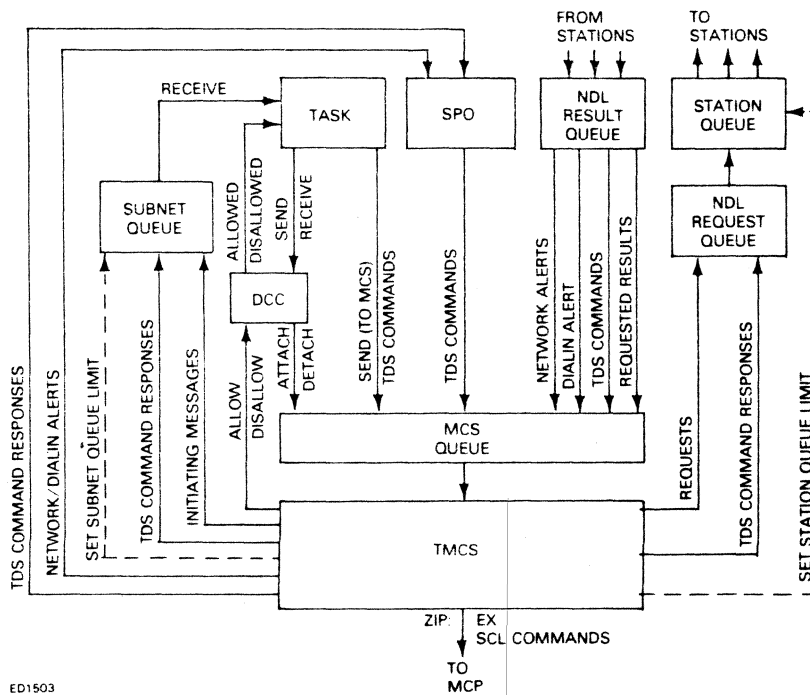 FROM
STATIONS
TO
STATIONS
RECEIVE
TASK
SPO
NDL
RESULT
QUEUE
STATION
QUEUE
SUBNET
QUEUE
ALLOWED
DISALLOWED
SEND
RECEIVE
NDL
REQUEST
QUEUE
DCC
ATTACH
DETACH
SEND (TO MCS)
TDS COMMANDS
TDS COMMANDS
NETWORK ALERTS
DIALIN ALERT
TDS COMMANDS
REQUESTED RESULTS
TDS COMMAND RESPONSES
NETWORK/DIALIN ALERTS
SET SUBNET QUEUE LIMIT
TDS COMMAND RESPONSES
INITIATING MESSAGES
ALLOW
DISALLOW
MCS
QUEUE
REQUESTS
TDS COMMAND RESPONSES
SET STATION QUEUE LIMIT
TMCS
ZIP: EX
SCL COMMANDS
TO
MCP
ED1503